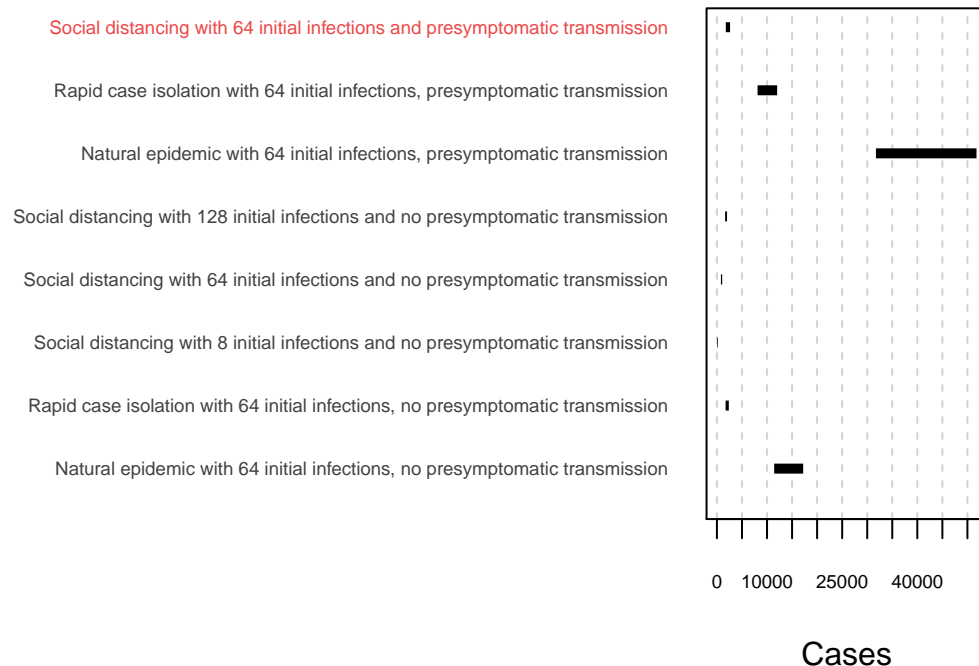 Social distancing with 64 initial infections and presymptomatic transmission
Rapid case isolation with 64 initial infections, presymptomatic transmission
Natural epidemic with 64 initial infections, presymptomatic transmission
Social distancing with 128 initial infections and no presymptomatic transmission
Social distancing with 64 initial infections and no presymptomatic transmission
Social distancing with 8 initial infections and no presymptomatic transmission
Rapid case isolation with 64 initial infections, no presymptomatic transmission
Natural epidemic with 64 initial infections, no presymptomatic transmission
0 10000 25000 40000
Cases